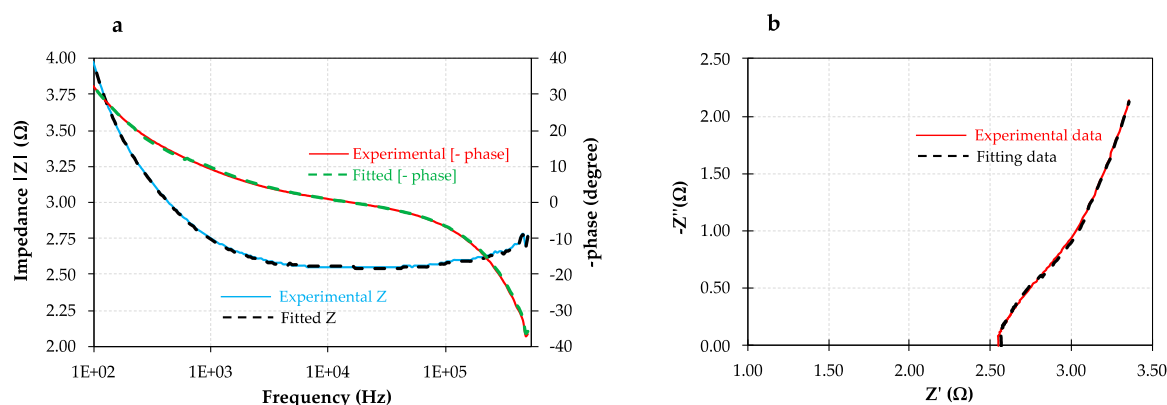 a
4.00
3.75
3.50
3.25
3.00
2.75
2.50
2.25
2.00
Impedance |Z| (Ω)
40
30
20
10
0
-10
-20
-30
-40
-phase (degree)
Experimental [- phase]
Fitted [- phase]
Experimental Z
Fitted Z
1E+02 1E+03 1E+04 1E+05
Frequency (Hz)
b
2.50
2.00
1.50
1.00
0.50
0.00
-Z''(Ω)
Experimental data
Fitting data
1.00 1.50 2.00 2.50 3.00 3.50
Z' (Ω)